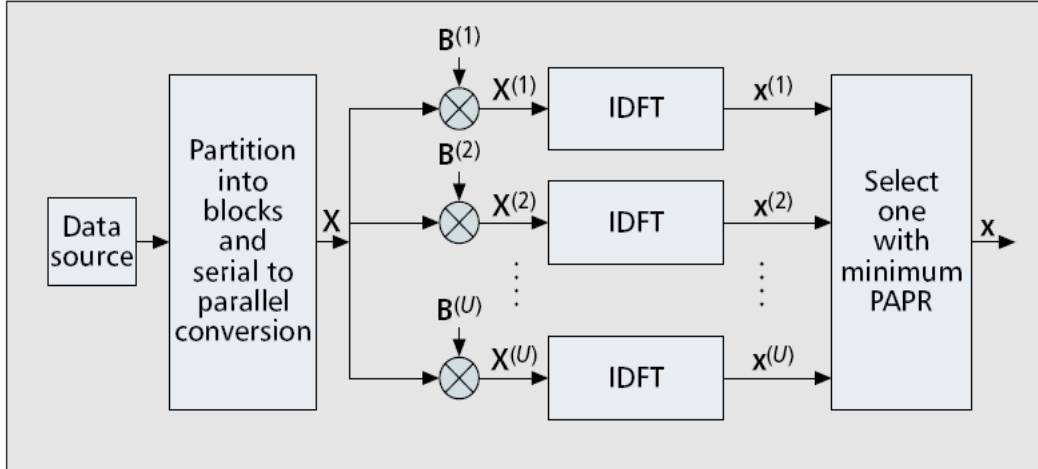 B(1)
X(1)
IDFT
x(1)
Partition
into
blocks
and
serial to
parallel
conversion
B(2)
X(2)
IDFT
x(2)
Data
source
X
Select
one
with
minimum
PAPR
x
B(U)
X(U)
IDFT
x(U)